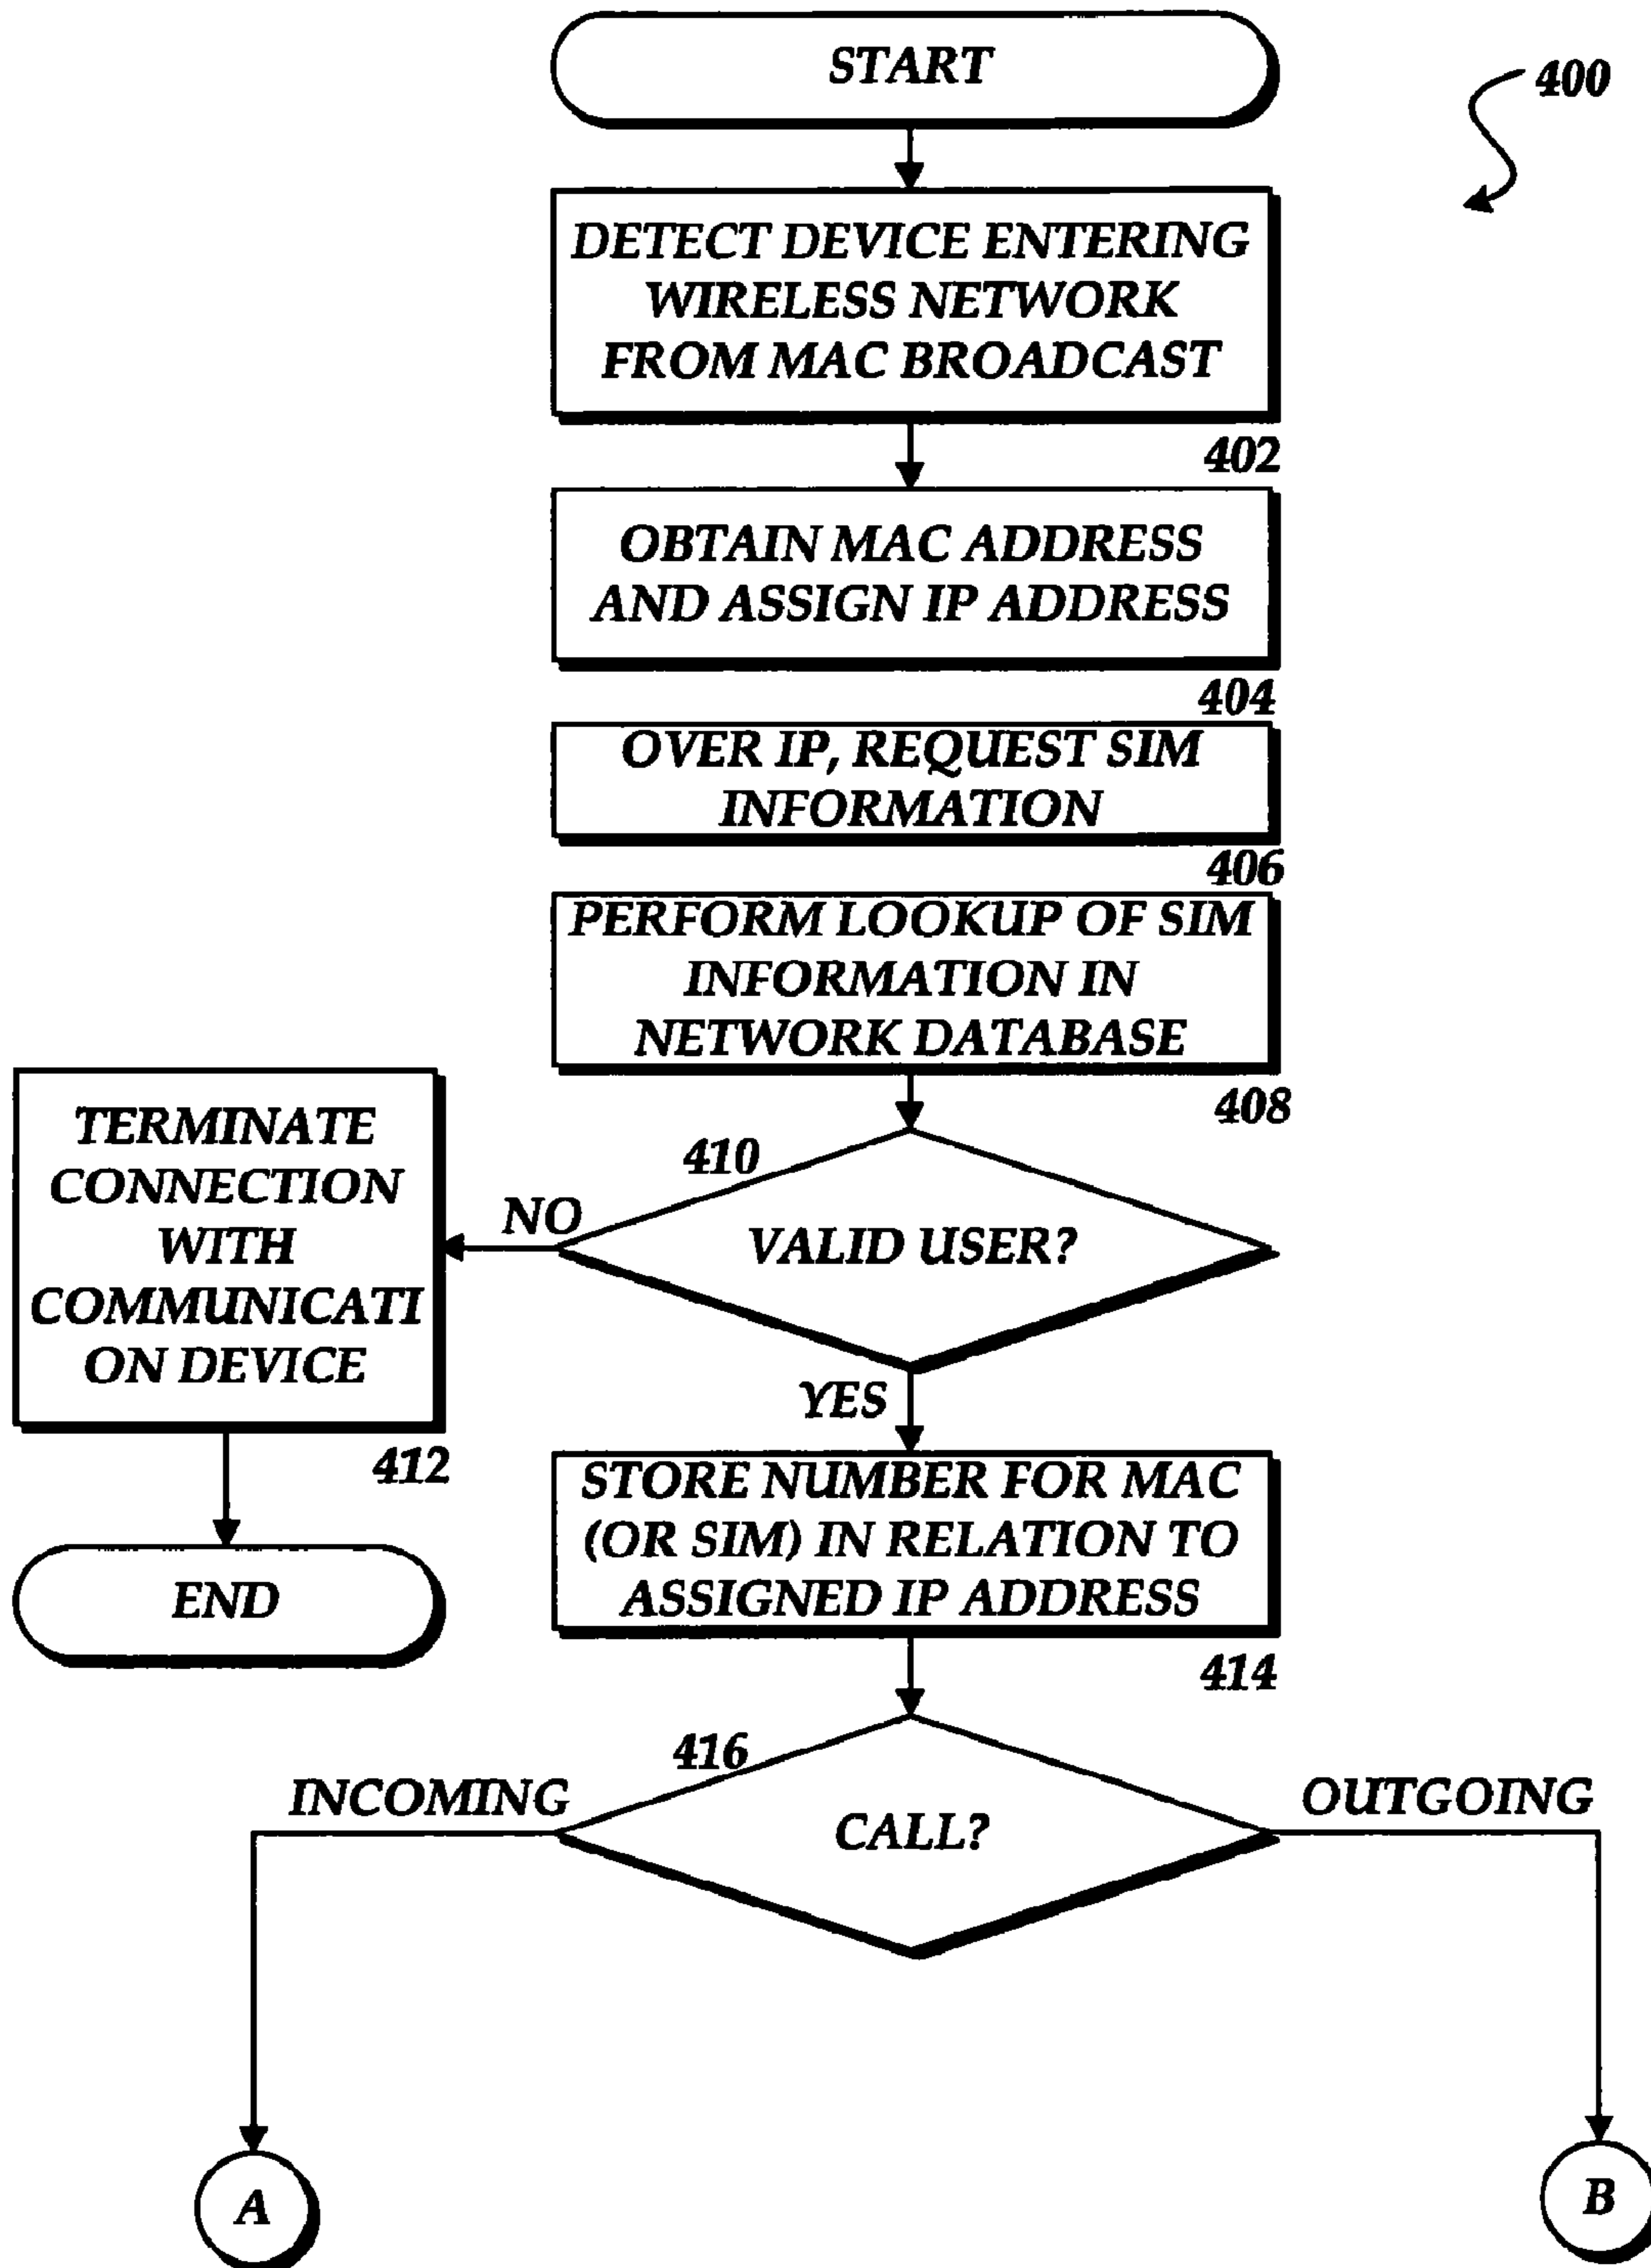 START
400
DETECT DEVICE ENTERING
WIRELESS NETWORK
FROM MAC BROADCAST
402
OBTAIN MAC ADDRESS
AND ASSIGN IP ADDRESS
404
OVER IP, REQUEST SIM
INFORMATION
406
PERFORM LOOKUP OF SIM
INFORMATION IN
NETWORK DATABASE
408
410
VALID USER?
NO
TERMINATE
CONNECTION
WITH
COMMUNICATI
ON DEVICE
412
END
YES
STORE NUMBER FOR MAC
(OR SIM) IN RELATION TO
ASSIGNED IP ADDRESS
414
416
CALL?
INCOMING
OUTGOING
A
B